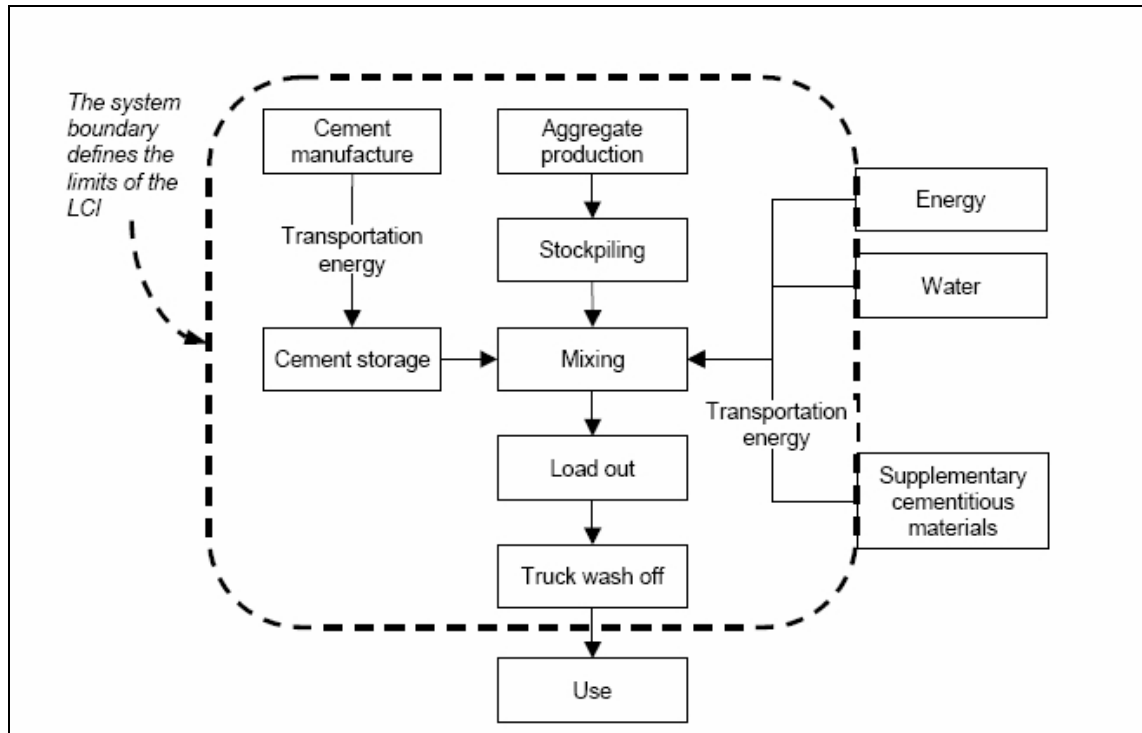 The system
boundary
defines the
limits of the
LCI
Cement
manufacture
Aggregate
production
Transportation
energy
Stockpiling
Energy
Water
Cement storage
Mixing
Transportation
energy
Load out
Supplementary
cementitious
materials
Truck wash off
Use